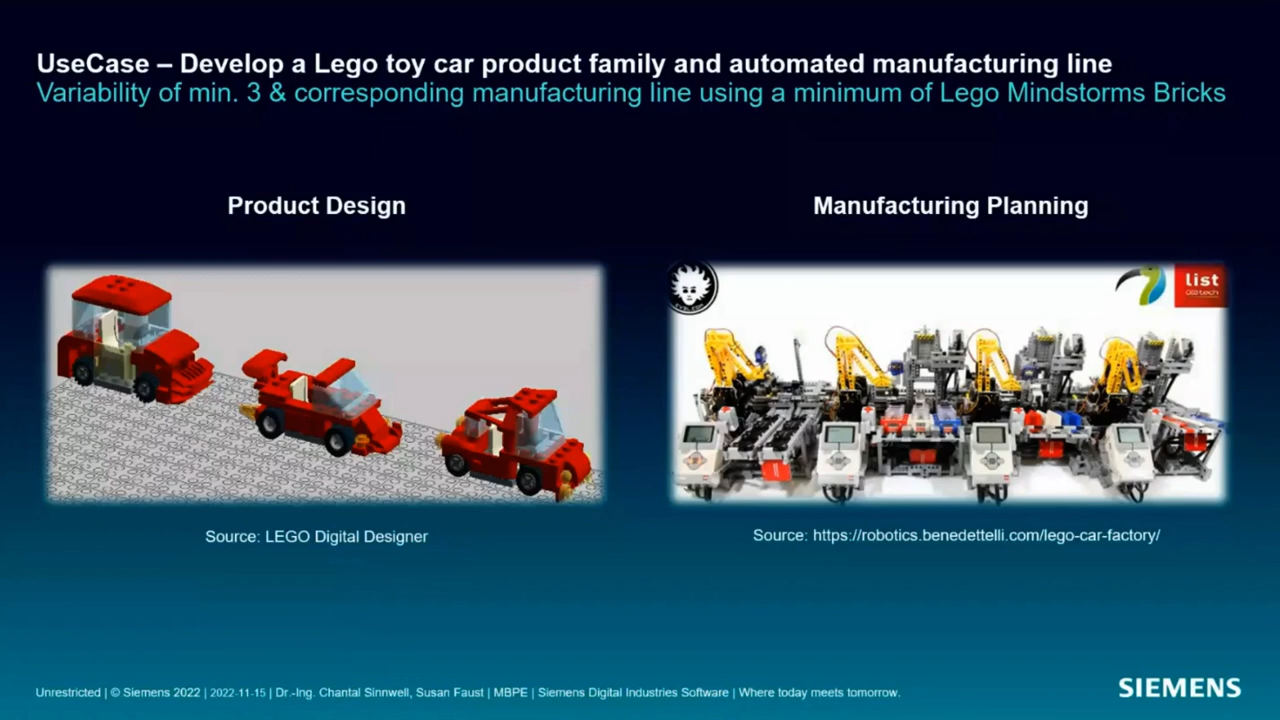 UseCase – Develop a Lego toy car product family and automated manufacturing line
Variability of min. 3 & corresponding manufacturing line using a minimum of Lego Mindstorms Bricks
Product Design
Manufacturing Planning
list
Source: LEGO Digital Designer
Source: https://robotics.benedettelli.com/lego-car-factory/
Unrestricted | © Siemens 2022 | 2022-11-15 | Dr.-Ing. Chantal Sinnwell, Susan Faust | MBPE | Siemens Digital Industries Software | Where today meets tomorrow.
SIEMENS